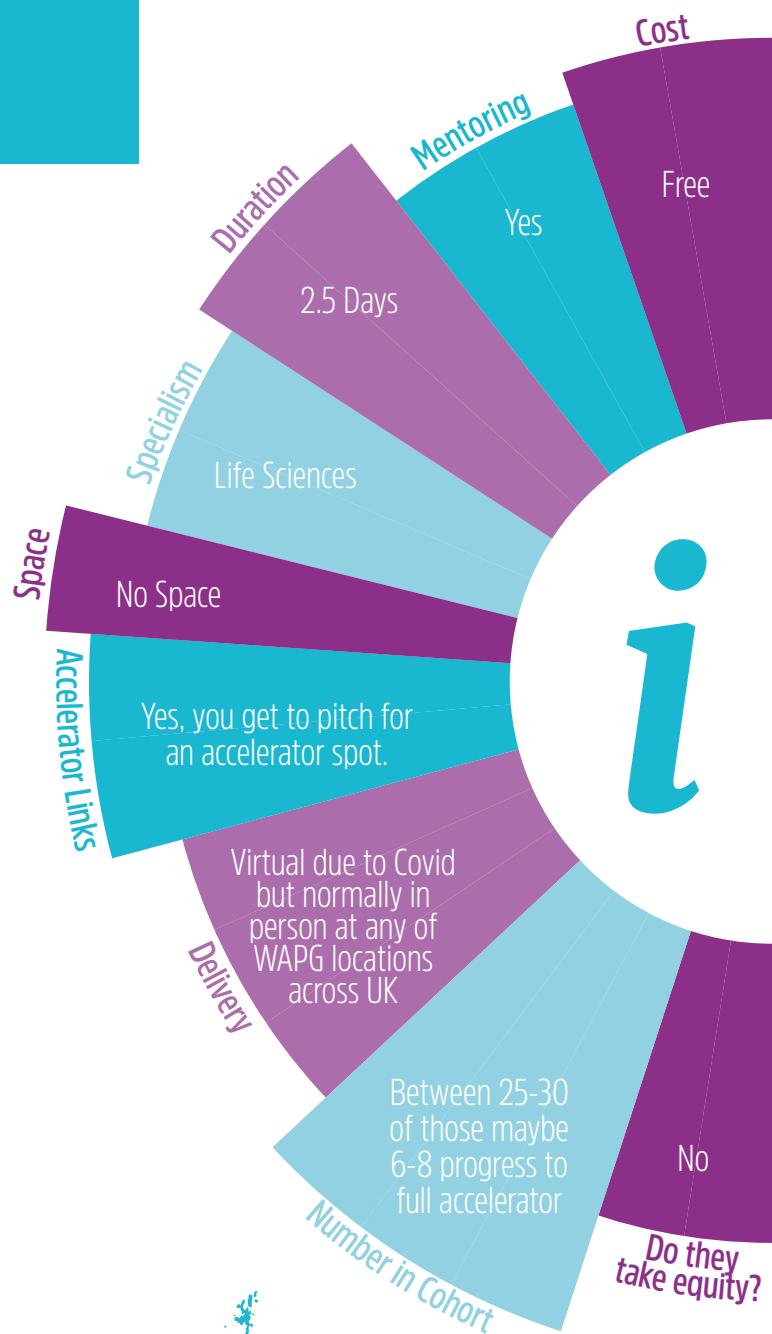 Cost
Free
Mentoring
Yes
Duration
2.5 Days
Specialism
Life Sciences
Space
No Space
Accelerator Links
Yes, you get to pitch for
an accelerator spot.
Delivery
Virtual due to Covid
but normally in
person at any of
WAPG locations
across UK
Number in Cohort
Between 25-30
of those maybe
6-8 progress to
full accelerator
Do they
take equity?
No
i